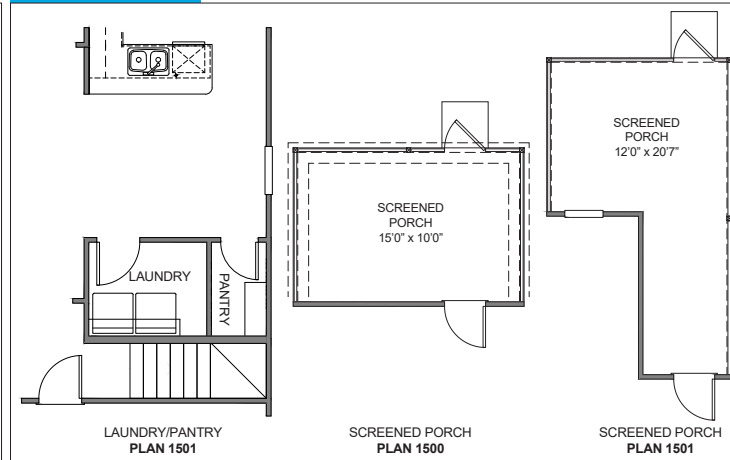 LAUNDRY
PANTRY
LAUNDRY/PANTRY
PLAN 1501
SCREENED
PORCH
15'0" x 10'0"
SCREENED PORCH
PLAN 1500
SCREENED
PORCH
12'0" x 20'7"
SCREENED PORCH
PLAN 1501